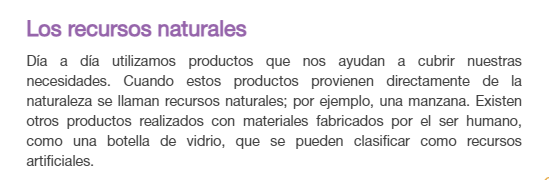 Los recursos naturales
Día a día utilizamos productos que nos ayudan a cubrir nuestras
necesidades. Cuando estos productos provienen directamente de la
naturaleza se llaman recursos naturales; por ejemplo, una manzana. Existen
otros productos realizados con materiales fabricados por el ser humano,
como una botella de vidrio, que se pueden clasificar como recursos
artificiales.